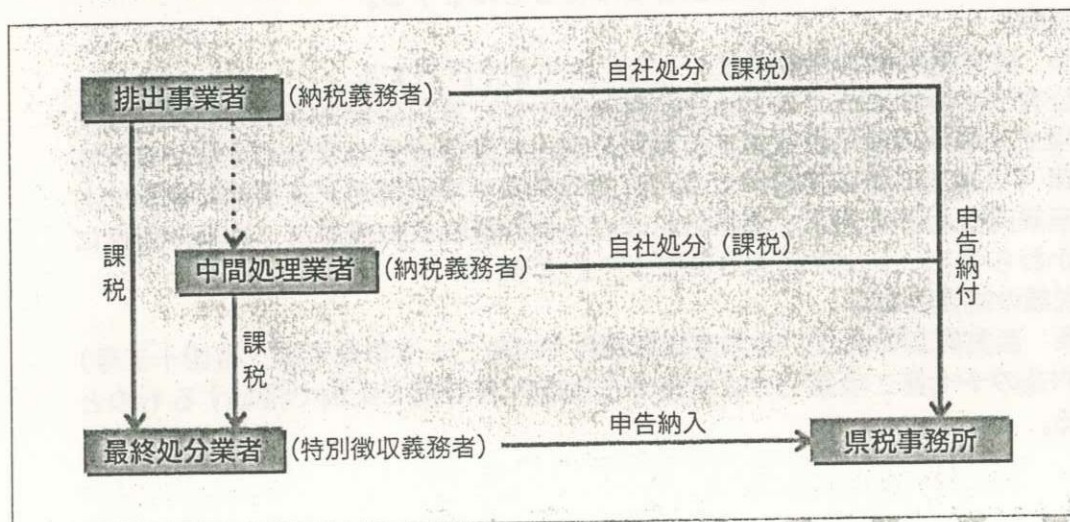 排出事業者 (納税義務者) 自社処分（課税）
課税
中間処理業者 (納税義務者) 自社処分（課税）
申告納付
課税
最終処分業者 (特別徴収義務者) 申告納入 県税事務所